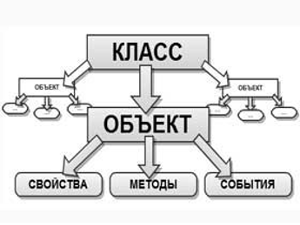 КЛАСС
ОБЪЕКТ ОБЪЕКТ
ОБЪЕКТ
СВОЙСТВА МЕТОДЫ СОБЫТИЯ